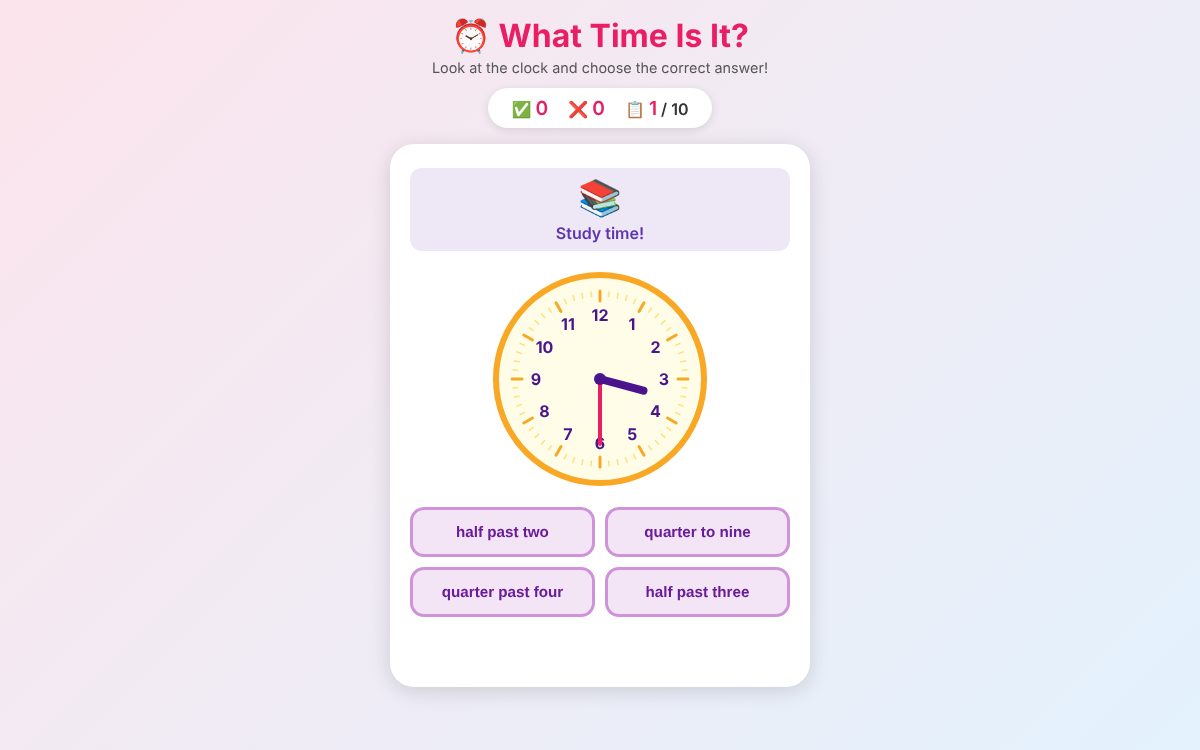 ⏰ What Time Is It?
Look at the clock and choose the correct answer!
✅ 0 ❌ 0 📋 1 / 10
Study time!
12
11 1
10 2
9 3
8 4
7 5
6
half past two
quarter to nine
quarter past four
half past three